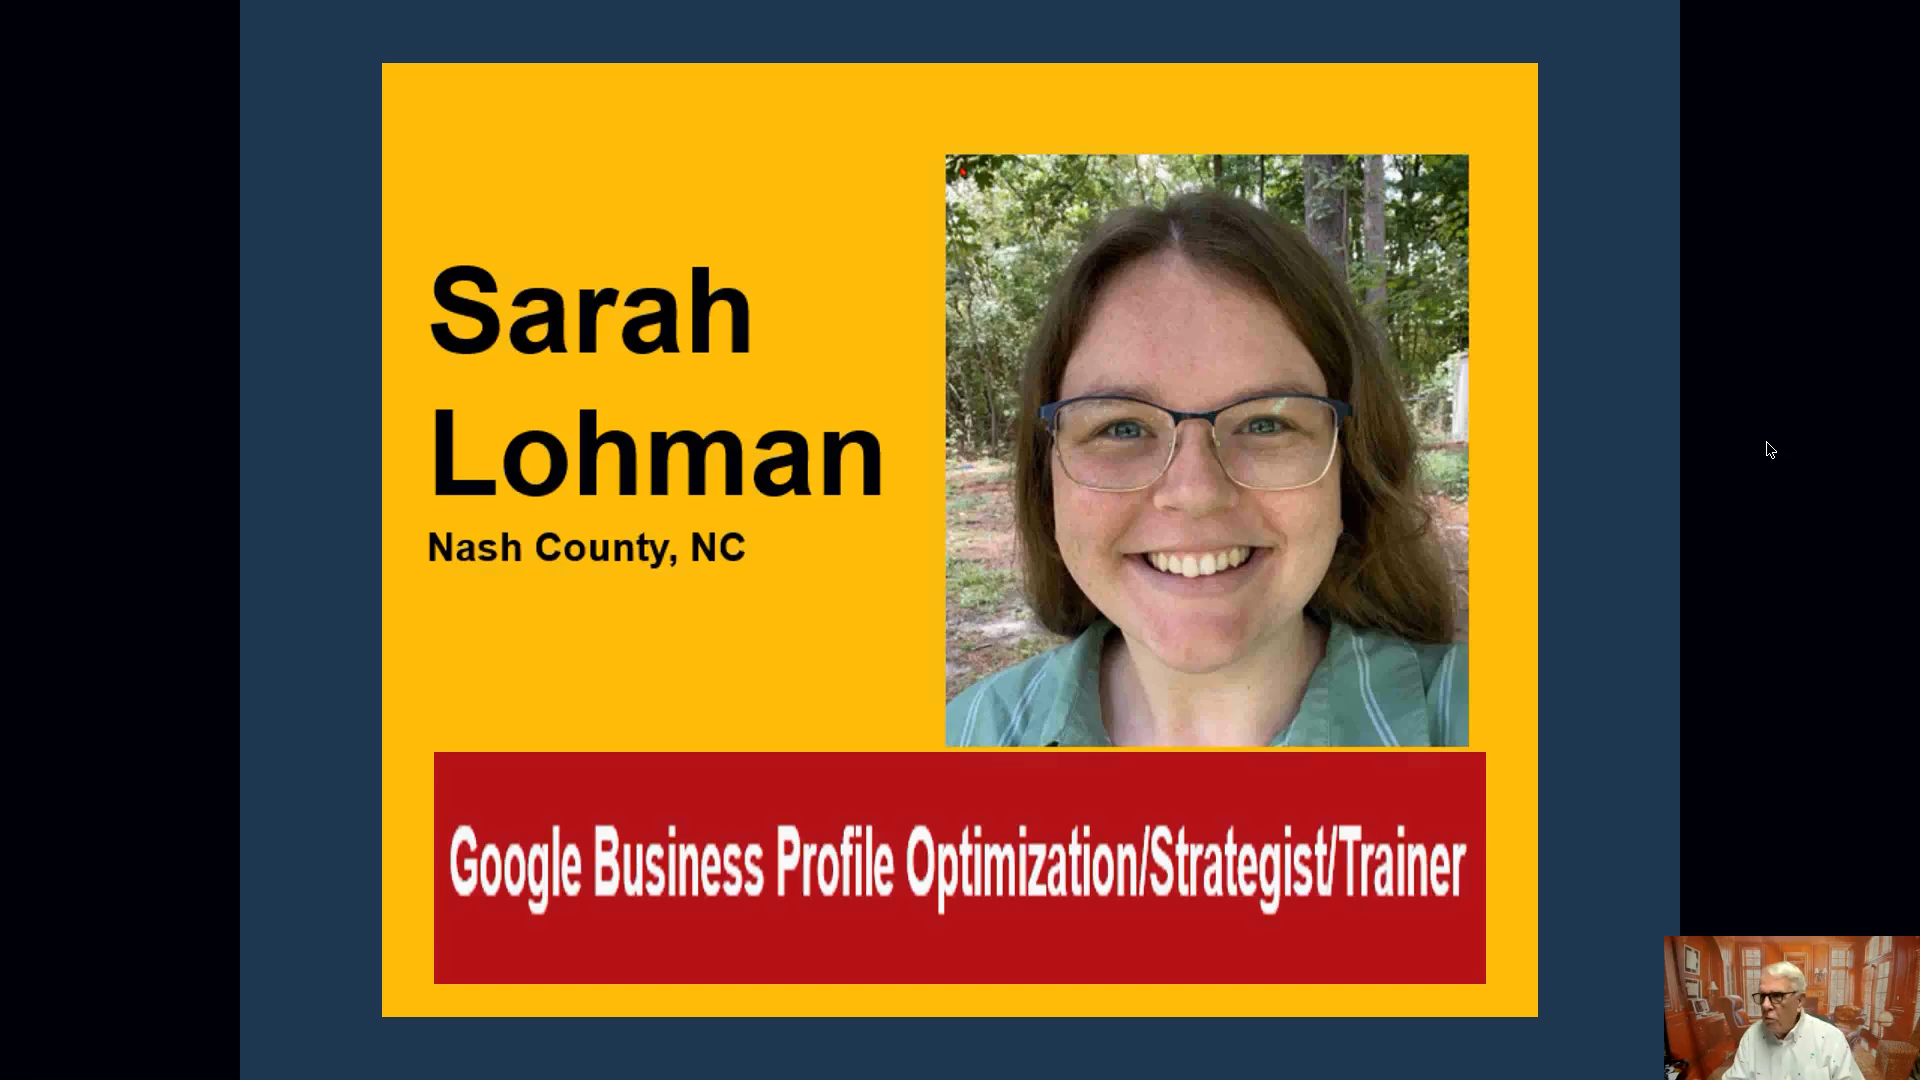 Sarah
Lohman
Nash County, NC
Google Business Profile Optimization/Strategist/Trainer